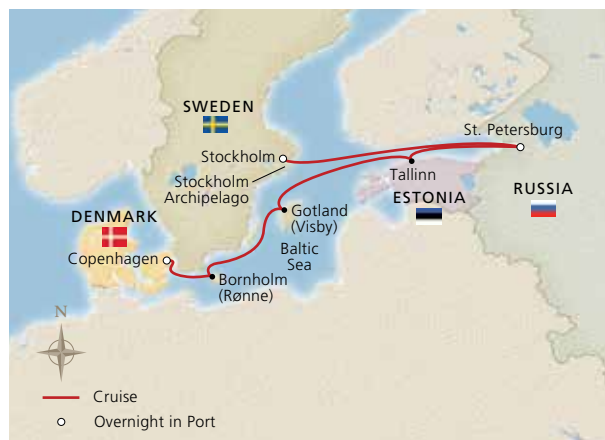 SWEDEN
St. Petersburg
Stockholm
Stockholm
Archipelago
Tallinn
ESTONIA
RUSSIA
DENMARK
Gotland
(Visby)
Copenhagen
Baltic
Sea
Bornholm
(Rønne)
N
Cruise
Overnight in Port